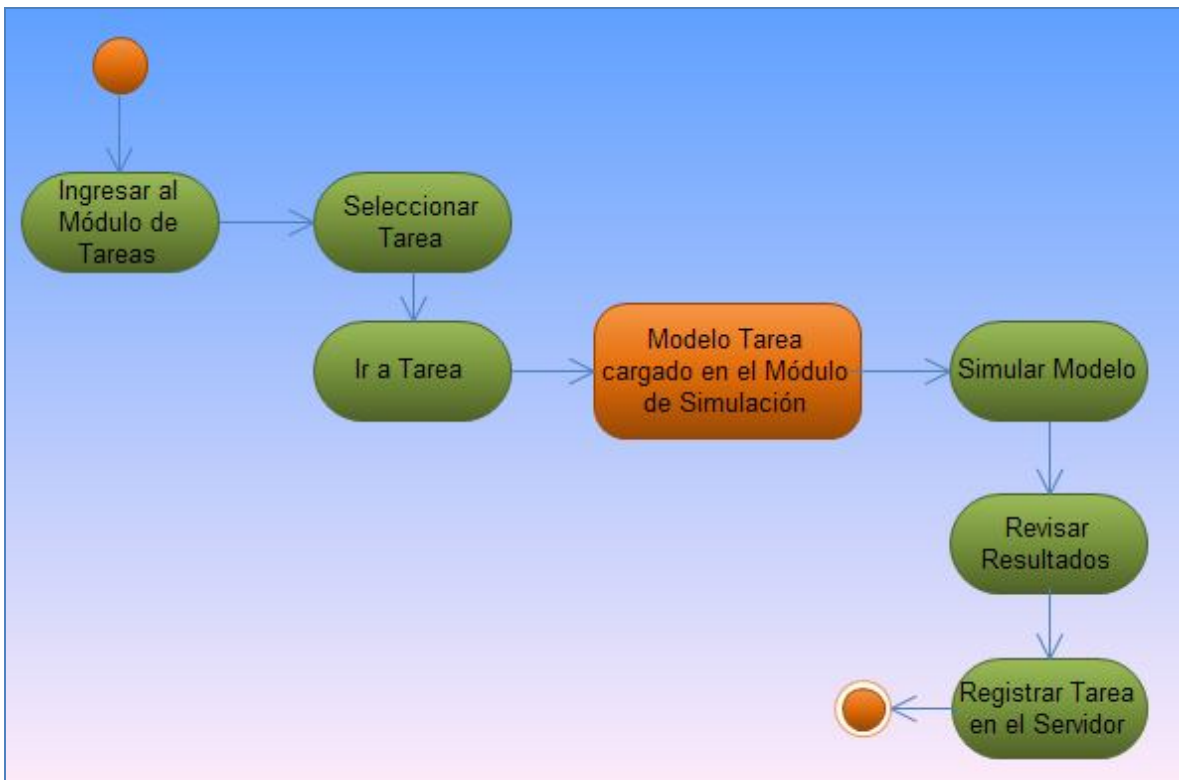 Ingresar al
Módulo de
Tareas
Seleccionar
Tarea
Ir a Tarea
Modelo Tarea
cargado en el Módulo
de Simulación
Simular Modelo
Revisar
Resultados
Registrar Tarea
en el Servidor